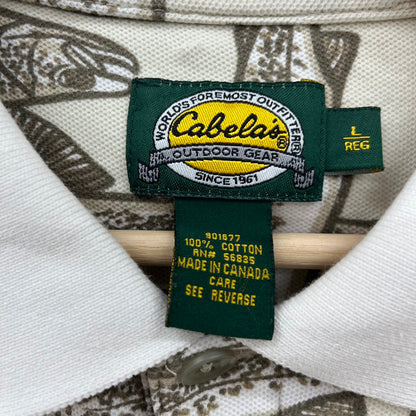 WORLD'S FOREMOST OUTFITTER®
Cabela's®
OUTDOOR GEAR
SINCE 1961
L
REG
901677
100% COTTON
RN# 56835
MADE IN CANADA
CARE
SEE REVERSE